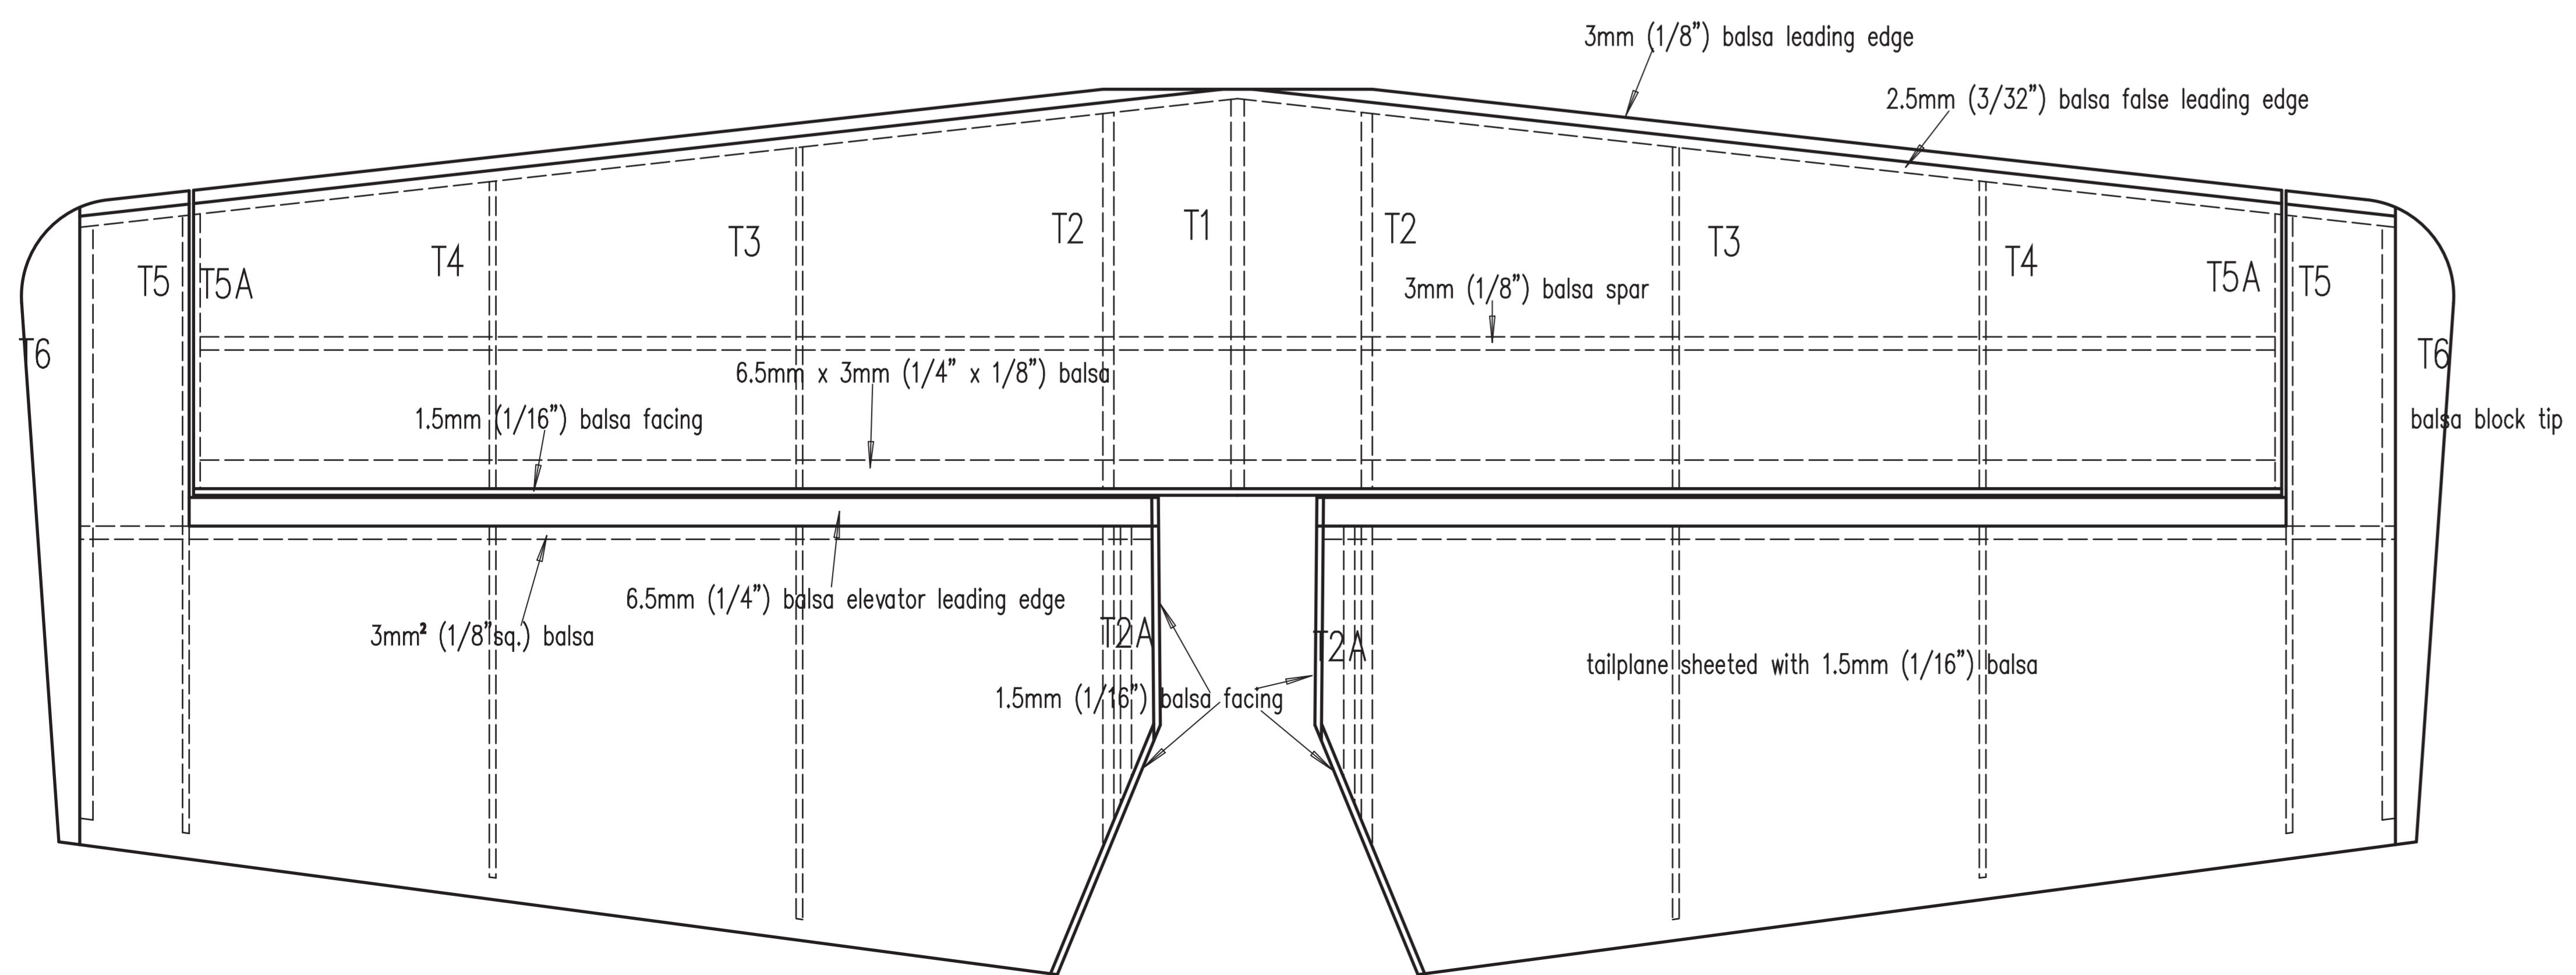 3mm (1/8”) balsa leading edge
2.5mm (3/32”) balsa false leading edge
T1
T2
T2
T3
T3
T4
T4
T5
T5A
T5A
T5
3mm (1/8”) balsa spar
T6
T6
6.5mm x 3mm (1/4” x 1/8”) balsa
1.5mm (1/16”) balsa facing
balsa block tip
6.5mm (1/4”) balsa elevator leading edge
3mm² (1/8”sq.) balsa
T2A
T2A
tailplane sheeted with 1.5mm (1/16”) balsa
1.5mm (1/16”) balsa facing